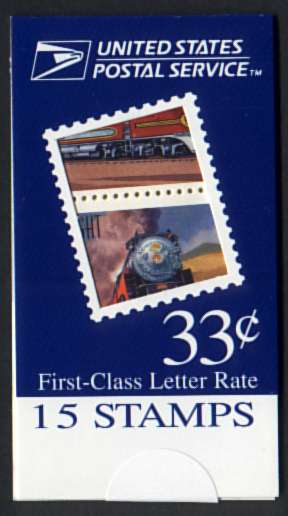 UNITED STATES
POSTAL SERVICE™
33¢
First-Class Letter Rate
15 STAMPS